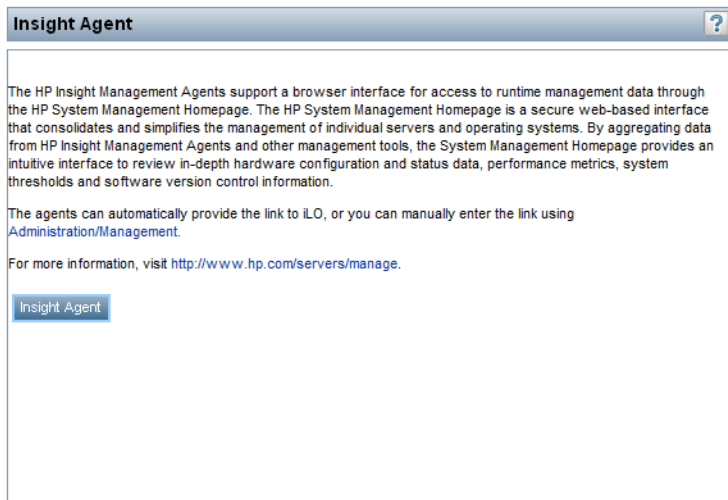 Insight Agent
?
The HP Insight Management Agents support a browser interface for access to runtime management data through
the HP System Management Homepage. The HP System Management Homepage is a secure web-based interface
that consolidates and simplifies the management of individual servers and operating systems. By aggregating data
from HP Insight Management Agents and other management tools, the System Management Homepage provides an
intuitive interface to review in-depth hardware configuration and status data, performance metrics, system
thresholds and software version control information.
The agents can automatically provide the link to iLO, or you can manually enter the link using
Administration/Management.
For more information, visit http://www.hp.com/servers/manage.
Insight Agent